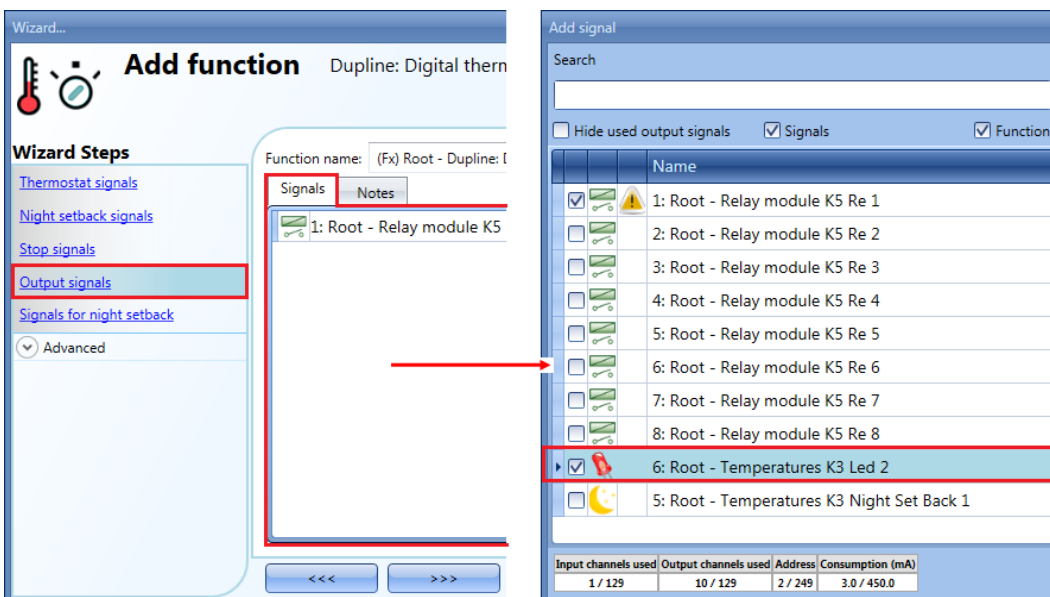 Wizard...
Add function Dupline: Digital therm
Wizard Steps
Thermostat signals
Night setback signals
Stop signals
Output signals
Signals for night setback
Advanced
Function name: (Fx) Root - Dupline: D
Signals Notes
1: Root - Relay module K5
<<< >>>
Add signal
Search
Hide used output signals Signals Function
Name
1: Root - Relay module K5 Re 1
2: Root - Relay module K5 Re 2
3: Root - Relay module K5 Re 3
4: Root - Relay module K5 Re 4
5: Root - Relay module K5 Re 5
6: Root - Relay module K5 Re 6
7: Root - Relay module K5 Re 7
8: Root - Relay module K5 Re 8
6: Root - Temperatures K3 Led 2
5: Root - Temperatures K3 Night Set Back 1
Input channels used Output channels used Address Consumption (mA)
1 / 129 10 / 129 2 / 249 3.0 / 450.0